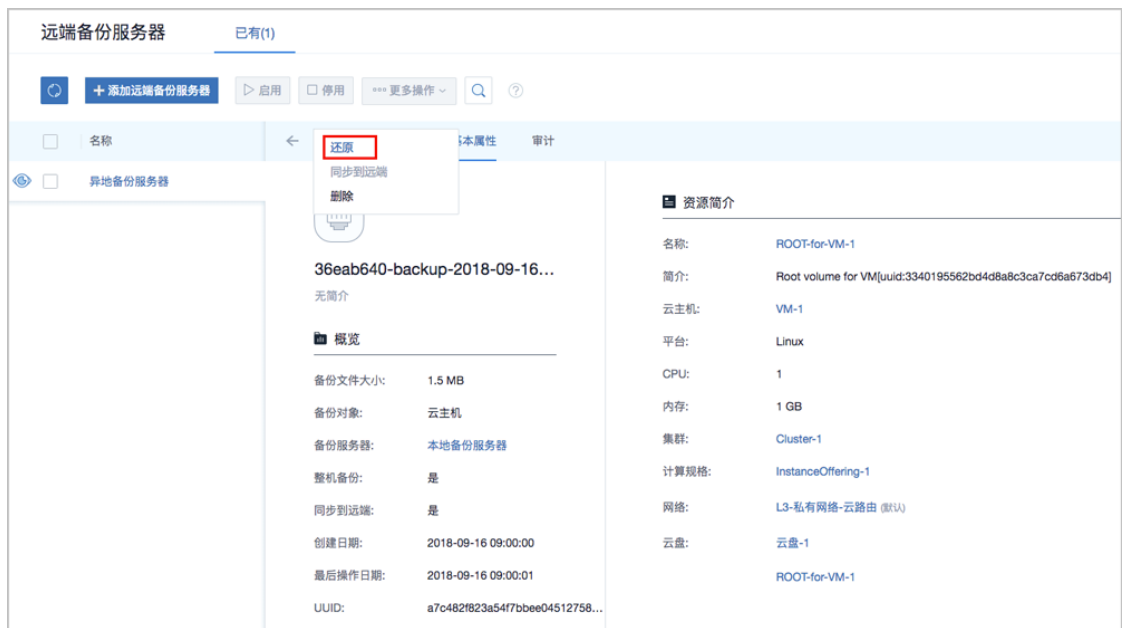 远端备份服务器 已有(1)
添加远端备份服务器 启用 停用 更多操作
名称 还原 本属性 审计
同步到远端
异地备份服务器
删除
36eab640-backup-2018-09-16...
无简介
概览
备份文件大小: 1.5 MB
备份对象: 云主机
备份服务器: 本地备份服务器
整机备份: 是
同步到远端: 是
创建日期: 2018-09-16 09:00:00
最后操作日期: 2018-09-16 09:00:01
UUID: a7c482f823a54f7bbee04512758...
资源简介
名称: ROOT-for-VM-1
简介: Root volume for VM[uuid:3340195562bd4d8a8c3ca7cd6a673db4]
云主机: VM-1
平台: Linux
CPU: 1
内存: 1 GB
集群: Cluster-1
计算规格: InstanceOffering-1
网络: L3-私有网络-云路由 (默认)
云盘: 云盘-1
ROOT-for-VM-1